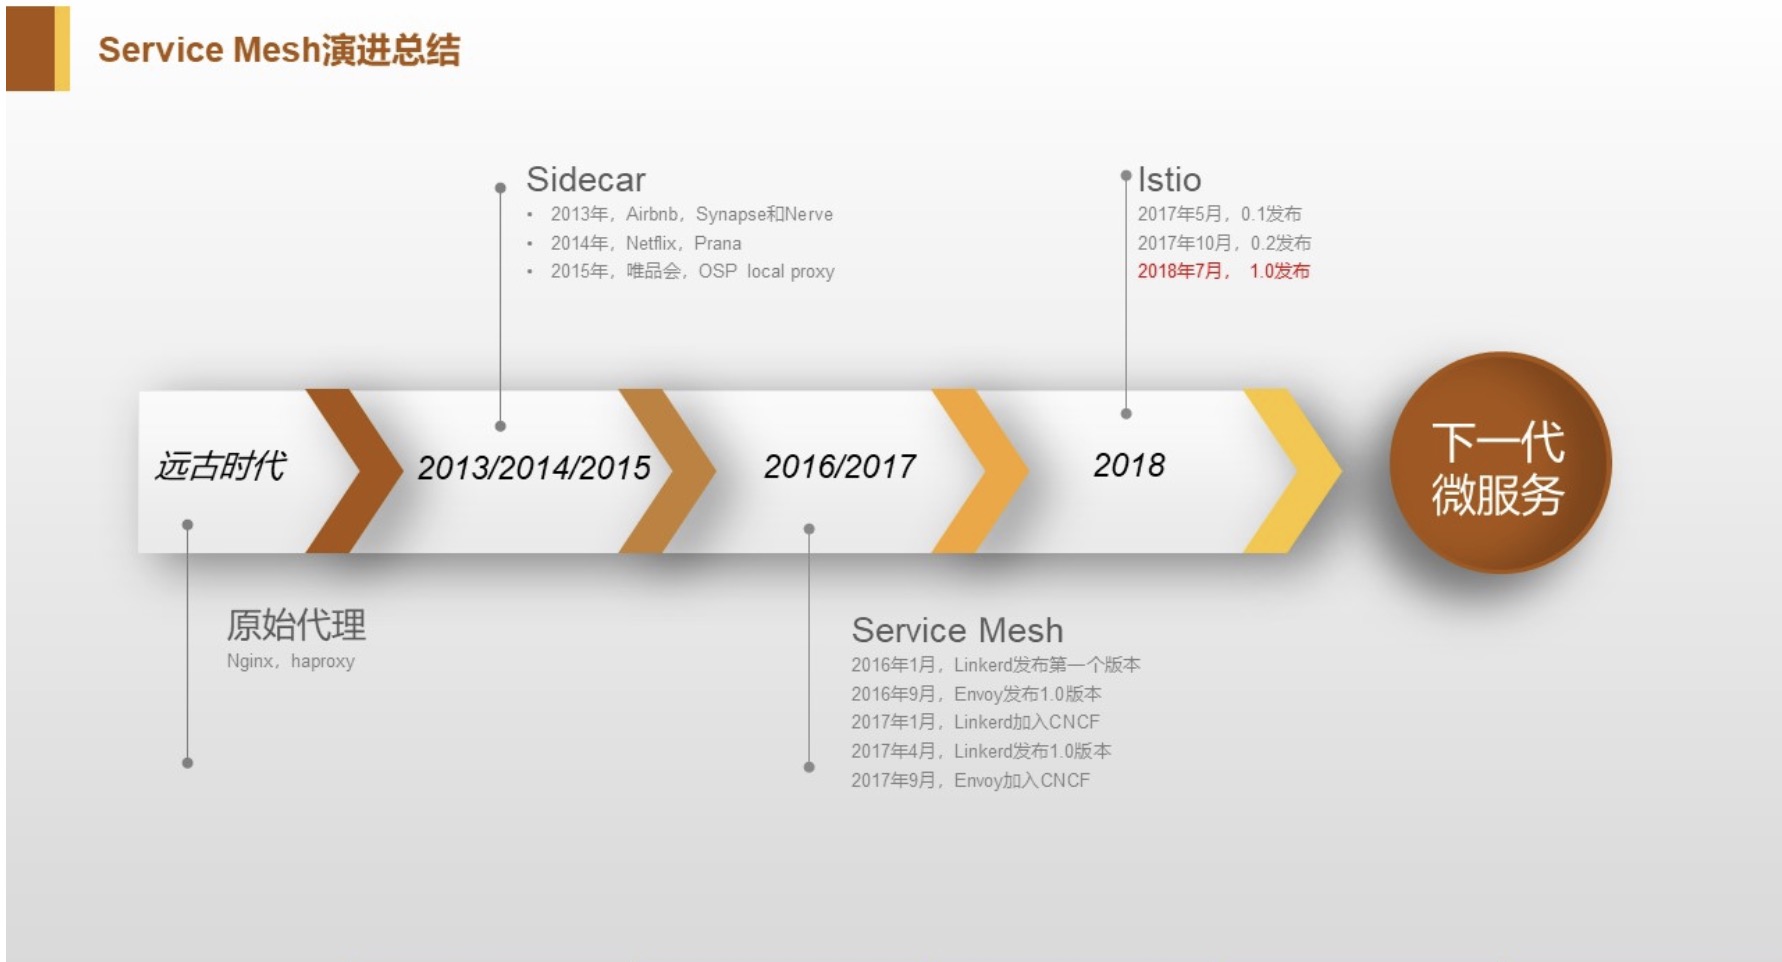 Service Mesh演进总结
Sidecar
• 2013年，Airbnb，Synapse和Nerve
• 2014年，Netflix，Prana
• 2015年，唯品会，OSP local proxy
Istio
2017年5月，0.1发布
2017年10月，0.2发布
2018年7月， 1.0发布
远古时代
2013/2014/2015
2016/2017
2018
下一代
微服务
原始代理
Nginx，haproxy
Service Mesh
2016年1月，Linkerd发布第一个版本
2016年9月，Envoy发布1.0版本
2017年1月，Linkerd加入CNCF
2017年4月，Linkerd发布1.0版本
2017年9月，Envoy加入CNCF